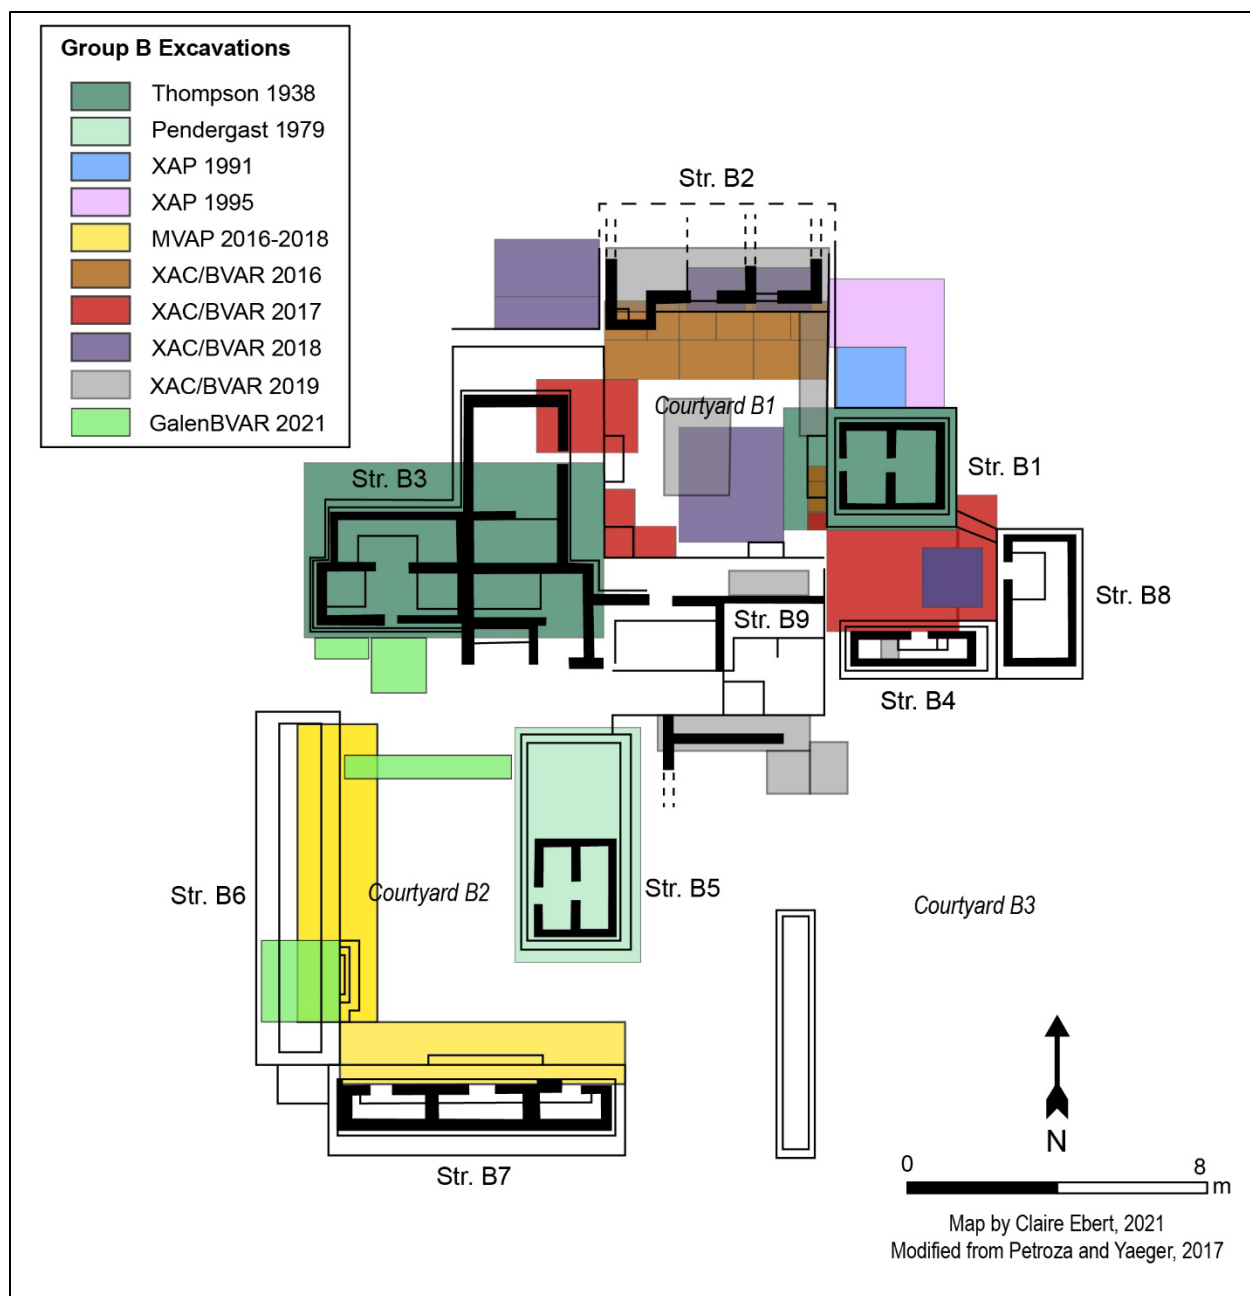 Group B Excavations
Thompson 1938
Pendergast 1979
XAP 1991
XAP 1995
MVAP 2016-2018
XAC/BVAR 2016
XAC/BVAR 2017
XAC/BVAR 2018
XAC/BVAR 2019
GalenBVAR 2021
Str. B2
Courtyard B1
Str. B1
Str. B3
Str. B8
Str. B9
Str. B4
Str. B6
Courtyard B2
Str. B5
Courtyard B3
Str. B7
N
0 8
m
Map by Claire Ebert, 2021
Modified from Petroza and Yaeger, 2017